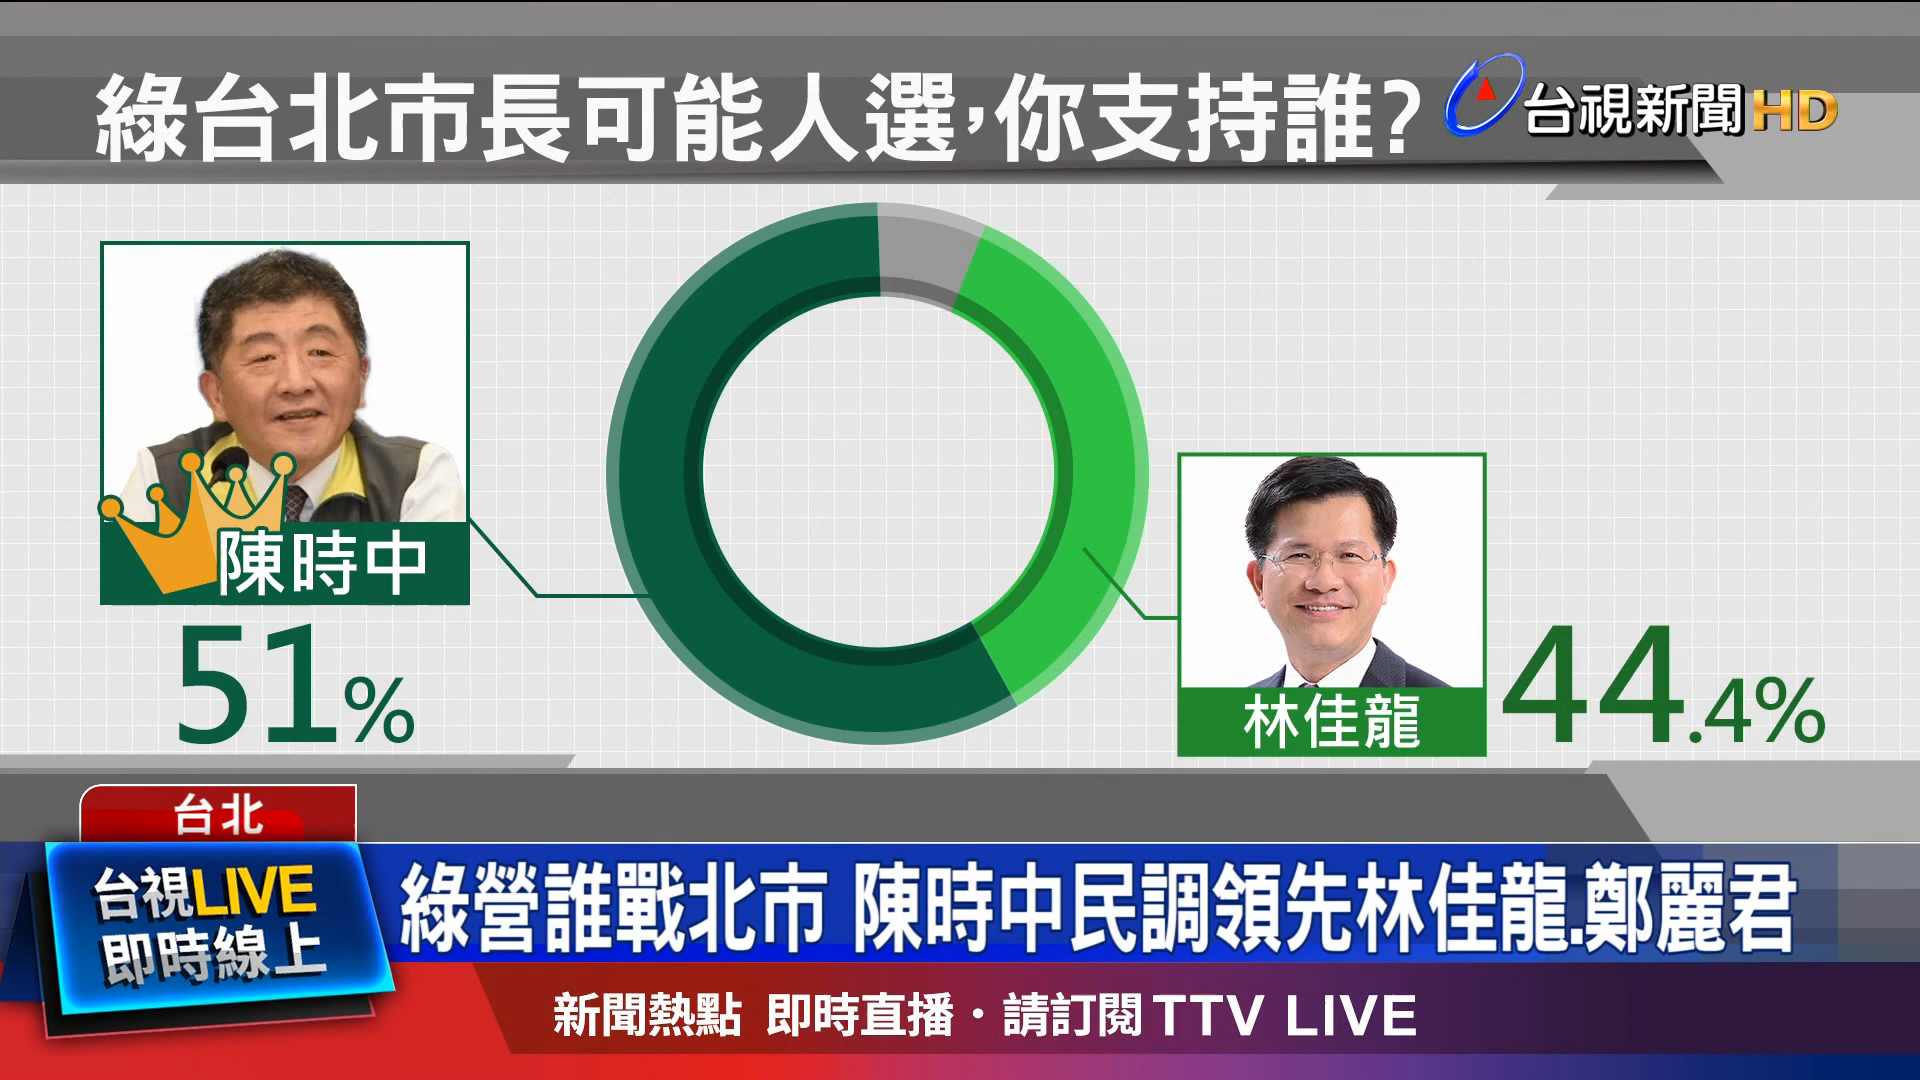 綠台北市長可能人選,你支持誰?
台視新聞HD
陳時中
51%
林佳龍
44.4%
台北
台視LIVE
即時線上
綠營誰戰北市 陳時中民調領先林佳龍.鄭麗君
新聞熱點 即時直播·請訂閱TTV LIVE